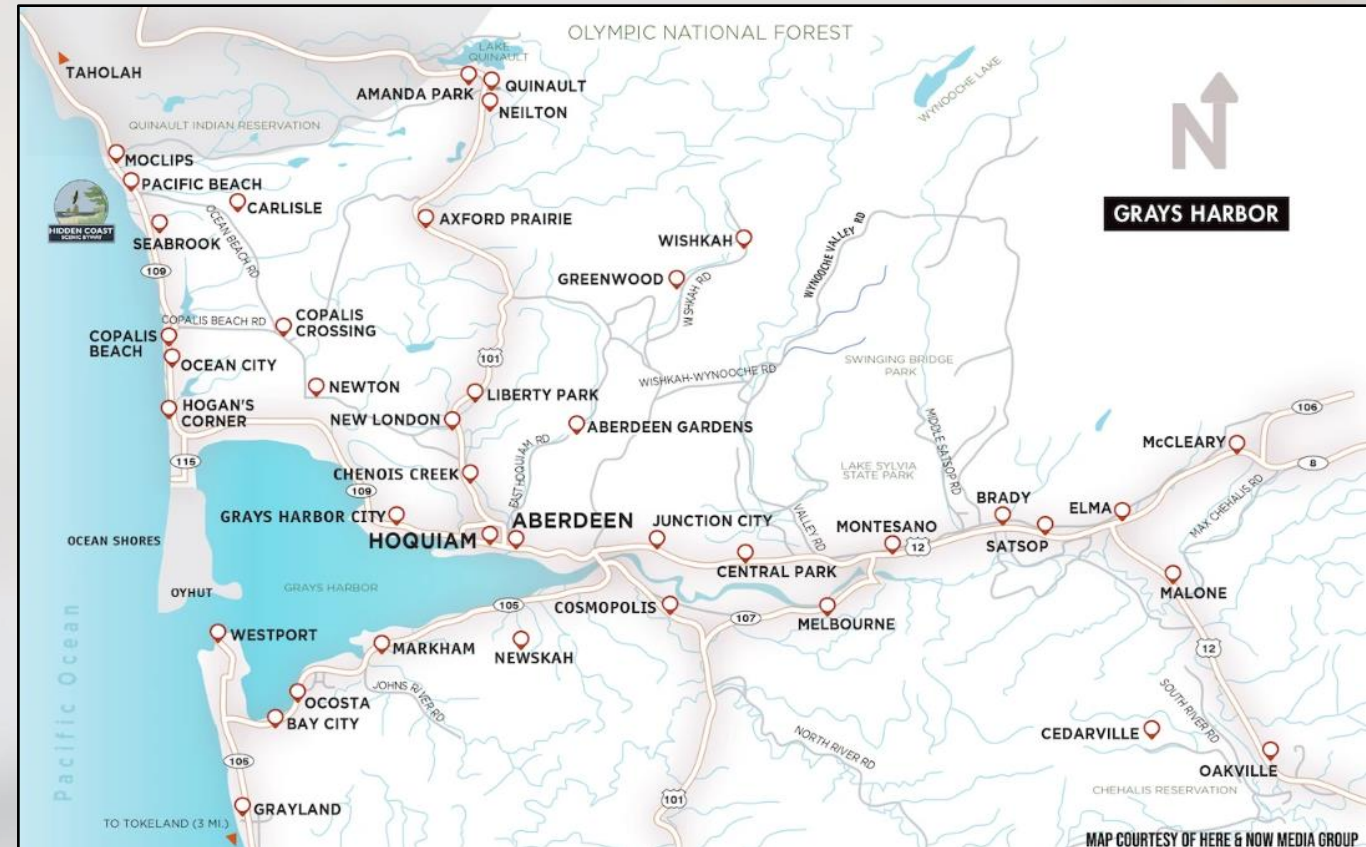 OLYMPIC NATIONAL FOREST
LAKE
QUINAULT
TAHOLAH
AMANDA PARK
QUINAULT
NEILTON
WYNOOCHE LAKE
N
QUINAULT INDIAN RESERVATION
MOCLIPS
PACIFIC BEACH
CARLISLE
HIDDEN COAST
SCENIC BYWAY
SEABROOK
OCEAN BEACH RD
AXFORD PRAIRIE
WISHKAH
GREENWOOD
WISHKAH RD
WYNOOCHE VALLEY RD
GRAYS HARBOR
109
COPALIS BEACH RD
COPALIS
CROSSING
COPALIS
BEACH
OCEAN CITY
101
WISHKAH-WYNOOCHE RD
SWINGING BRIDGE
PARK
NEWTON
LIBERTY PARK
HOGAN'S
CORNER
NEW LONDON
ABERDEEN GARDENS
MIDDLE SATSOP RD
106
McCLEARY
8
115
CHENOIS CREEK
EAST HOQUIAM RD
LAKE SYLVIA
STATE PARK
109
GRAYS HARBOR CITY
HOQUIAM
ABERDEEN
JUNCTION CITY
VALLEY RD
MONTESANO
12
BRADY
SATSOP
ELMA
MAX CHEHALIS RD
OCEAN SHORES
CENTRAL PARK
MALONE
OYHUT
GRAYS HARBOR
105
COSMOPOLIS
107
MELBOURNE
WESTPORT
MARKHAM
NEWSKAH
12
JOHNS RIVER RD
OCOSTA
BAY CITY
SOUTH RIVER RD
Pacific Ocean
105
NORTH RIVER RD
CEDARVILLE
OAKVILLE
GRAYLAND
101
CHEHALIS RESERVATION
TO TOKELAND (3 MI.)
MAP COURTESY OF HERE & NOW MEDIA GROUP